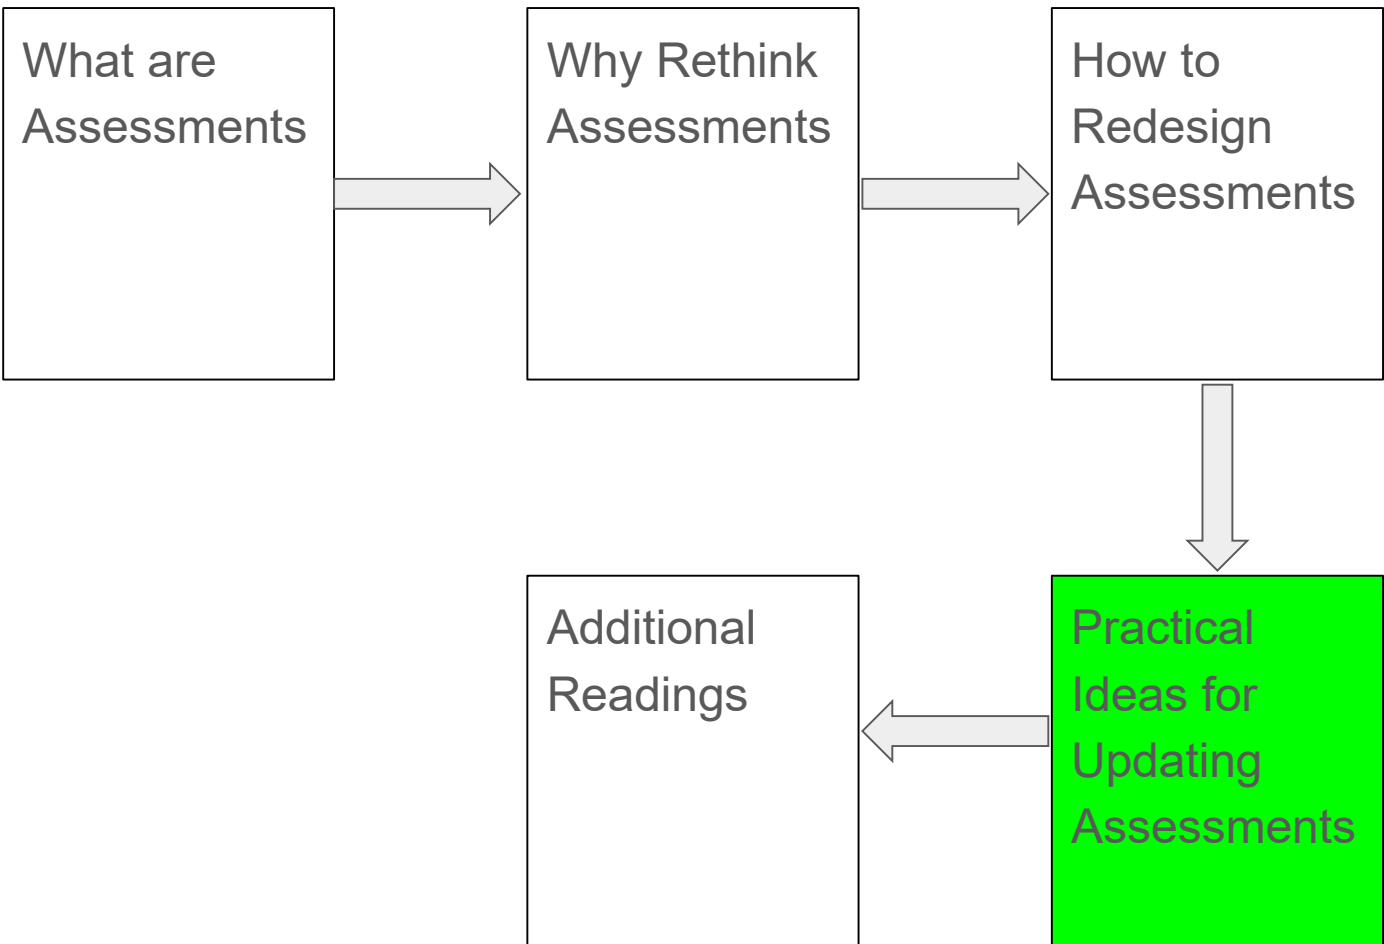 What are
Assessments
Why Rethink
Assessments
How to
Redesign
Assessments
Practical
Ideas for
Updating
Assessments
Additional
Readings